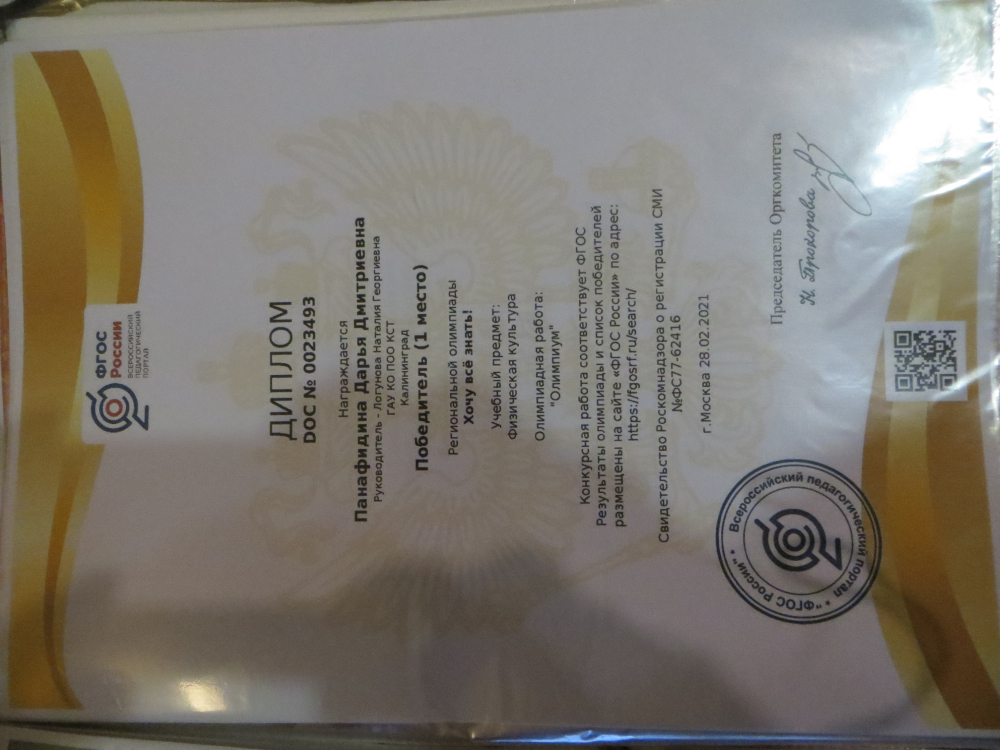 ФГОС
России
ВСЕРОССИЙСКИЙ
ПЕДАГОГИЧЕСКИЙ
ПОРТАЛ
ДИПЛОМ
DOC № 0023493
Награждается
Панафидина Дарья Дмитриевна
Руководитель - Логунова Наталия Георгиевна
ГАУ КО ПОО КСТ
Калининград
Победитель (1 место)
Региональной олимпиады
Хочу всё знать!
Учебный предмет:
Физическая культура
Олимпиадная работа:
"Олимпиум"
Конкурсная работа соответствует ФГОС
Результаты олимпиады и список победителей
размещены на сайте «ФГОС России» по адрес:
https://fgosrf.ru/search/
Свидетельство Роскомнадзора о регистрации СМИ
№ФС77-62416
г.Москва 28.02.2021
Председатель Оргкомитета
Н. Прохорова
Всероссийский педагогический портал • "ФГОС России" •